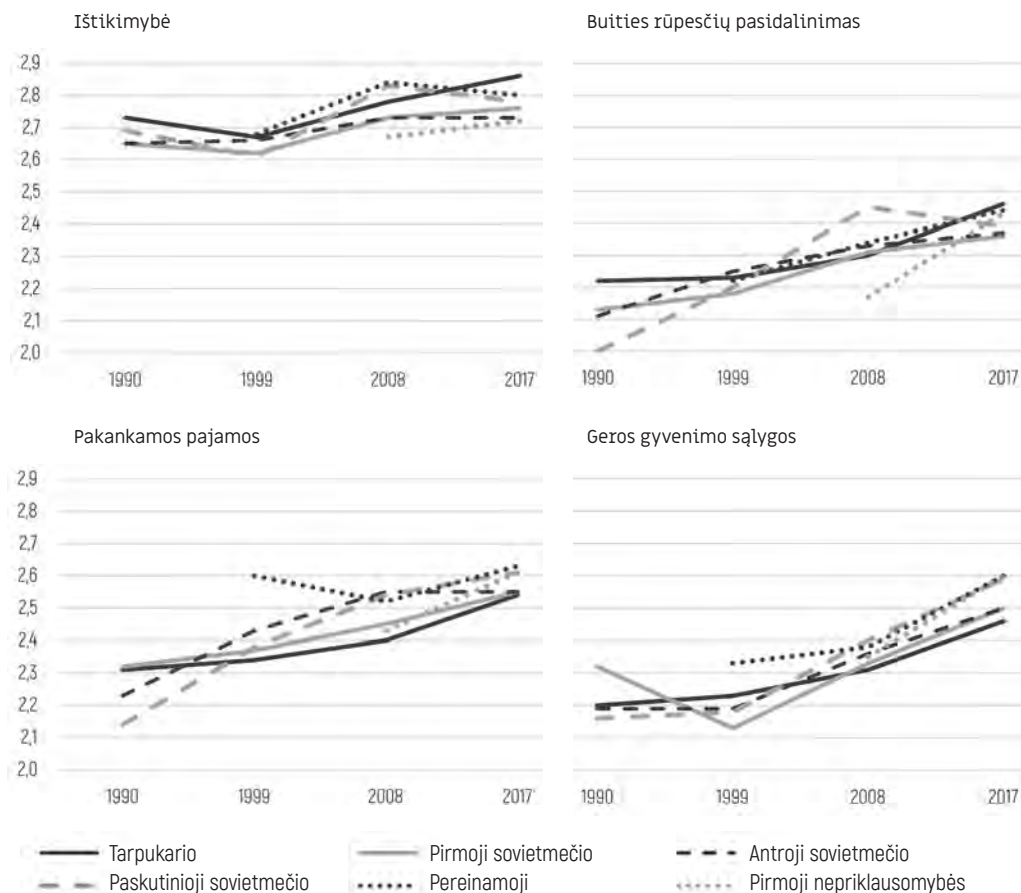 Ištikimybė
Buities rūpesčių pasidalinimas
2,9
2,8
2,7
2,6
2,5
2,4
2,3
2,2
2,1
2,0
1990 1999 2008 2017
1990 1999 2008 2017
Pakankamos pajamos
Geros gyvenimo sąlygos
2,9
2,8
2,7
2,6
2,5
2,4
2,3
2,2
2,1
2,0
1990 1999 2008 2017
1990 1999 2008 2017
Tarpukario Pirmoji sovietmečio Antroji sovietmečio
Paskutinioji sovietmečio Pereinamoji Pirmoji nepriklausomybės